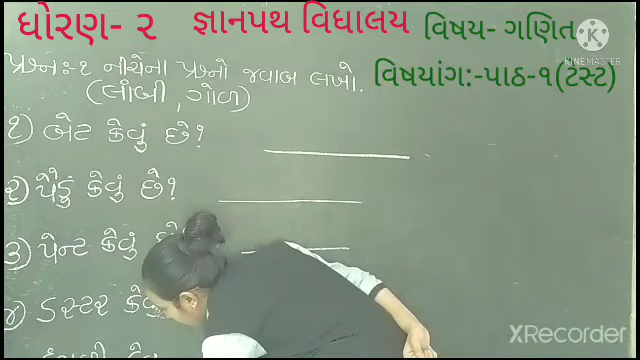 ધોરણ- ૨ જ્ઞાનપથ વિધાલય વિષય- ગણિત
KINEMASTER
પ્રશ્નઃ-૧ નીચેના પ્રશ્નો જવાબ લખો. વિષયાંગ:-પાઠ-૧(ટેસ્ટ)
(લાંબી , ગોળ)
૧) બેટ કેવું છે?
૨) પૈડું કેવું છે?
૩) પેન્ટ કેવું છે?
૪) ડસ્ટર
XRecorder